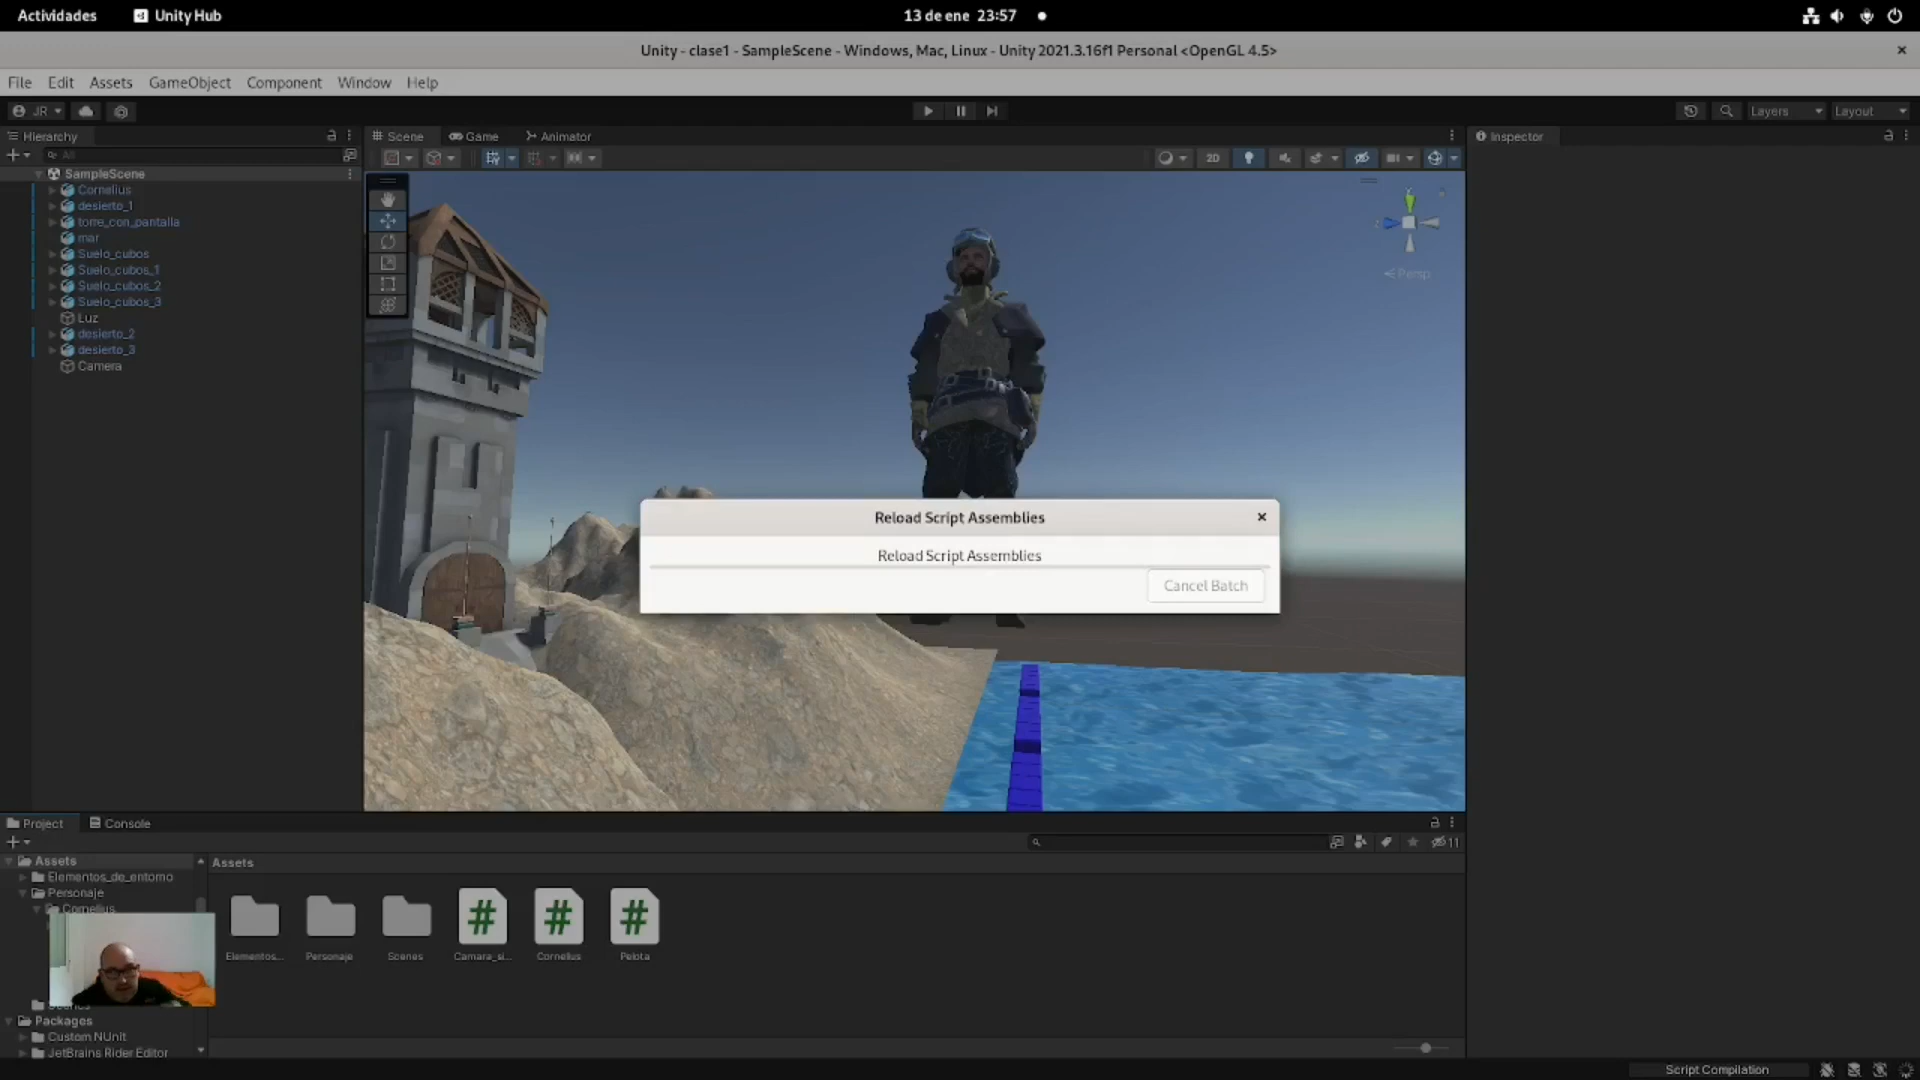 Actividades
Unity Hub
13 de ene 23:57
Unity - clase1 - SampleScene - Windows, Mac, Linux - Unity 2021.3.16f1 Personal <OpenGL 4.5>
File Edit Assets GameObject Component Window Help
JR
Layers
Layout
Hierarchy
All
SampleScene
Cornelius
desierto_1
torre_con_pantalla
mar
Suelo_cubos
Suelo_cubos_1
Suelo_cubos_2
Suelo_cubos_3
Luz
desierto_2
desierto_3
Camera
Scene
Game
Animator
2D
Persp
Inspector
Reload Script Assemblies
Reload Script Assemblies
Cancel Batch
Project
Console
11
Assets
Elementos_de_entorno
Personaje
Cornelius
Packages
Custom NUnit
JetBrains Rider Editor
Assets
Elementos...
Personaje
Scenes
Camara_si...
Cornelius
Pelota
Script Compilation